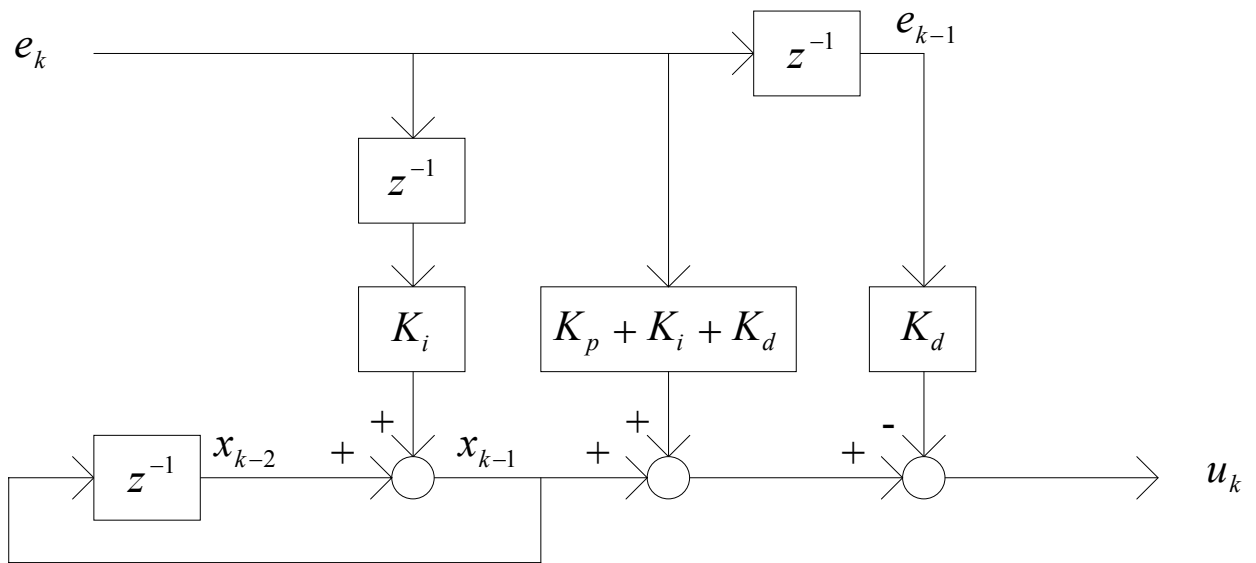 e_k
z^{-1}
e_{k-1}
z^{-1}
K_i
K_p + K_i + K_d
K_d
+
+
-
z^{-1}
x_{k-2}
+
x_{k-1}
+
+
u_k